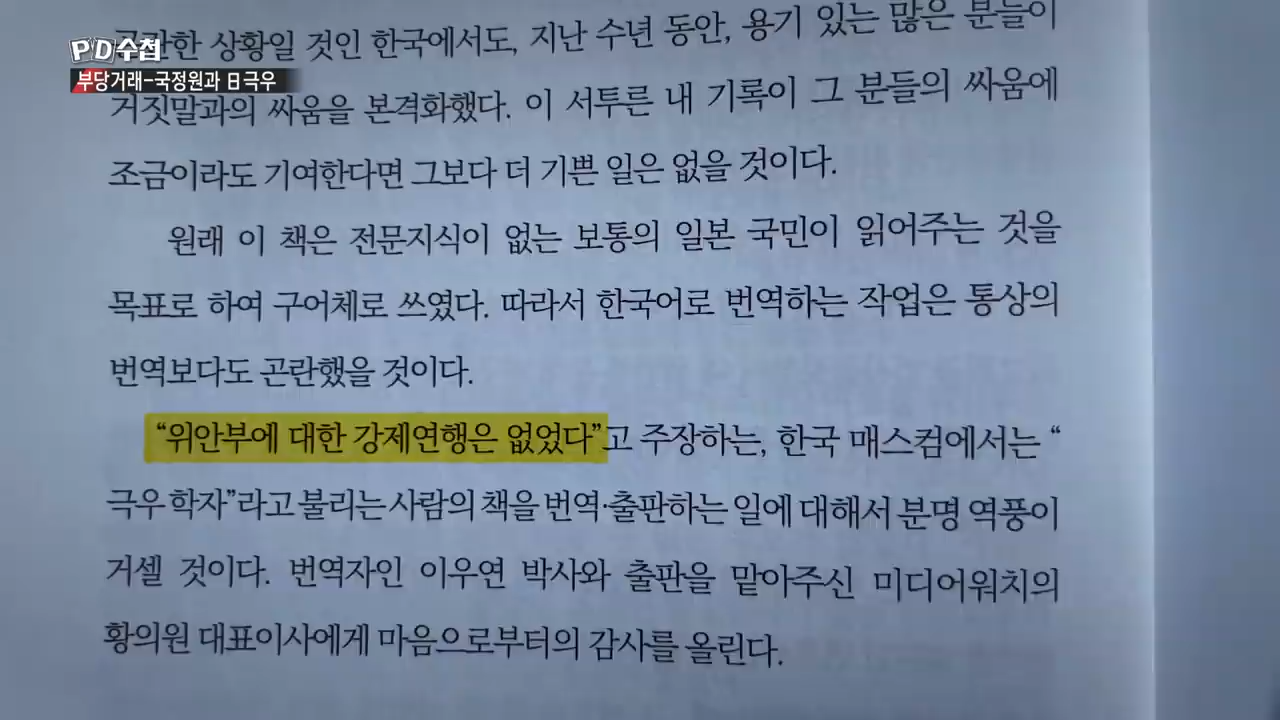 PD수첩
부당거래-국정원과 日극우
한 상황일 것인 한국에서도, 지난 수년 동안, 용기 있는 많은 분들이
거짓말과의 싸움을 본격화했다. 이 서투른 내 기록이 그 분들의 싸움에
조금이라도 기여한다면 그보다 더 기쁜 일은 없을 것이다.
원래 이 책은 전문지식이 없는 보통의 일본 국민이 읽어주는 것을
목표로 하여 구어체로 쓰였다. 따라서 한국어로 번역하는 작업은 통상의
번역보다도 곤란했을 것이다.
“위안부에 대한 강제연행은 없었다”고 주장하는, 한국 매스컴에서는 “
극우 학자”라고 불리는 사람의 책을 번역·출판하는 일에 대해서 분명 역풍이
거셀 것이다. 번역자인 이우연 박사와 출판을 맡아주신 미디어워치의
황의원 대표이사에게 마음으로부터의 감사를 올린다.